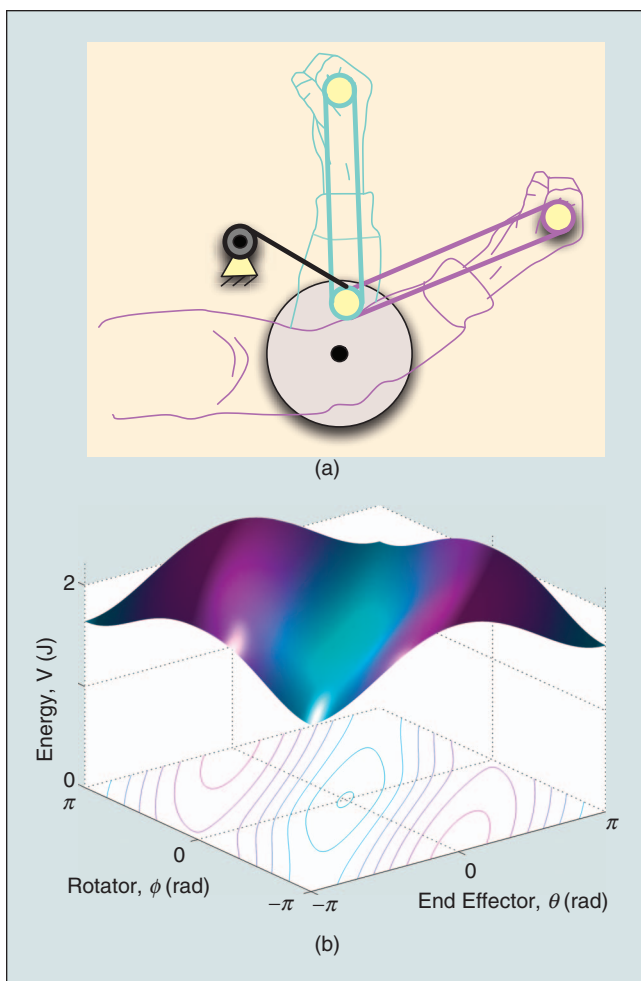 (a)
2
Energy, V (J)
0
π
0
Rotator, ϕ (rad)
−π
−π
0
End Effector, θ (rad)
π
(b)